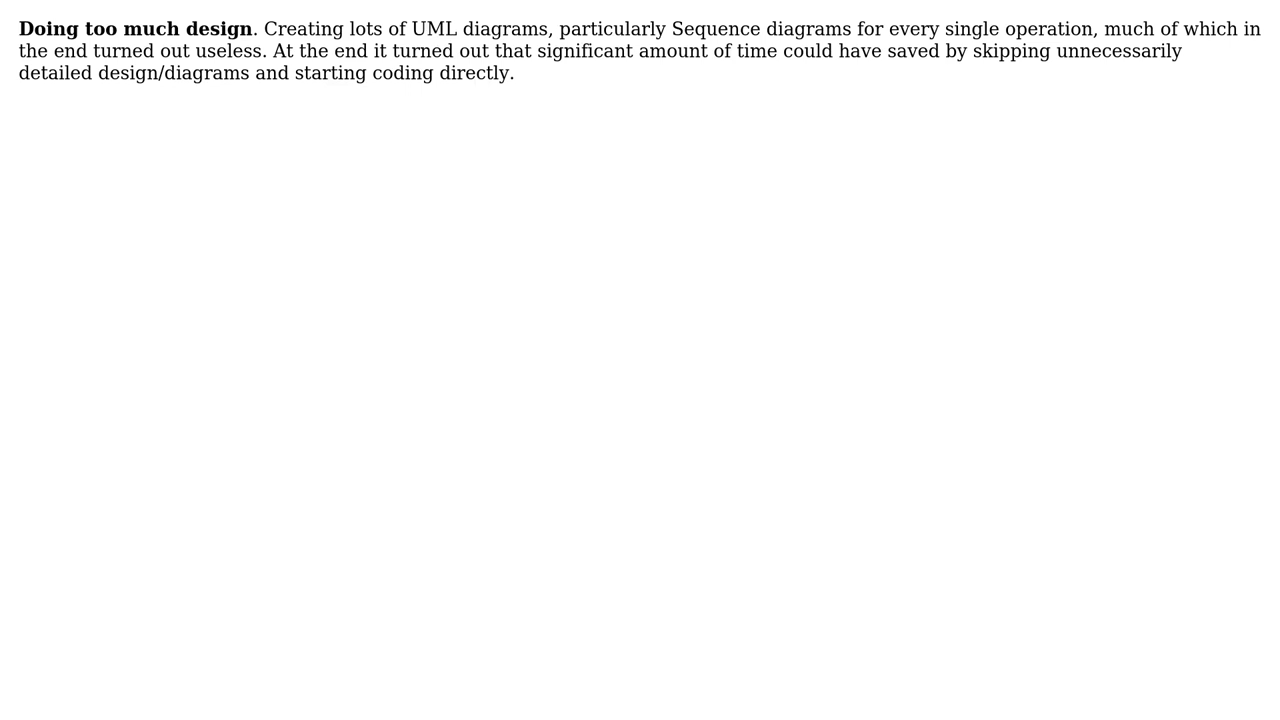 Doing too much design. Creating lots of UML diagrams, particularly Sequence diagrams for every single operation, much of which in
the end turned out useless. At the end it turned out that significant amount of time could have saved by skipping unnecessarily
detailed design/diagrams and starting coding directly.